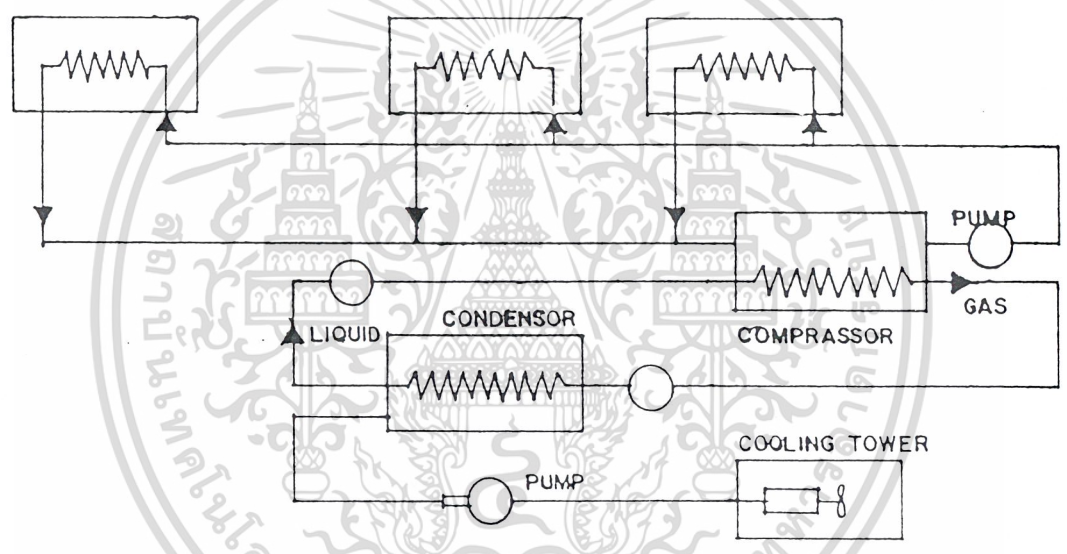 PUMP
GAS
LIQUID
CONDENSOR
COMPRASSOR
COOLING TOWER
PUMP